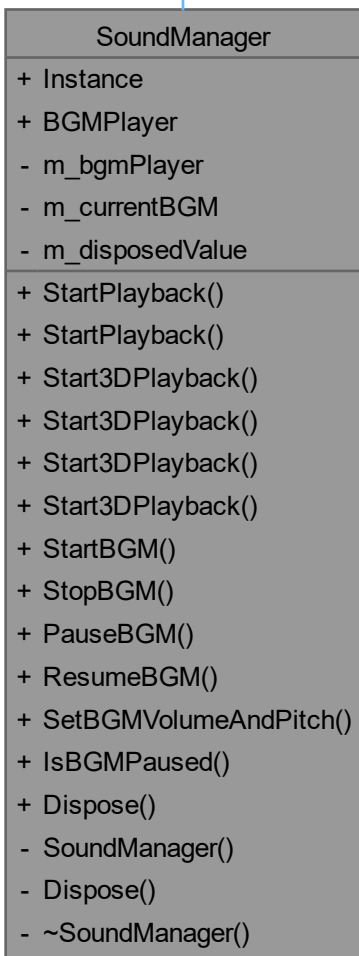 SoundManager
+ Instance
+ BGMPlayer
- m_bgmPlayer
- m_currentBGM
- m_disposedValue
+ StartPlayback()
+ StartPlayback()
+ Start3DPlayback()
+ Start3DPlayback()
+ Start3DPlayback()
+ Start3DPlayback()
+ StartBGM()
+ StopBGM()
+ PauseBGM()
+ ResumeBGM()
+ SetBGMVolumeAndPitch()
+ IsBGMPaused()
+ Dispose()
- SoundManager()
- Dispose()
- ~SoundManager()